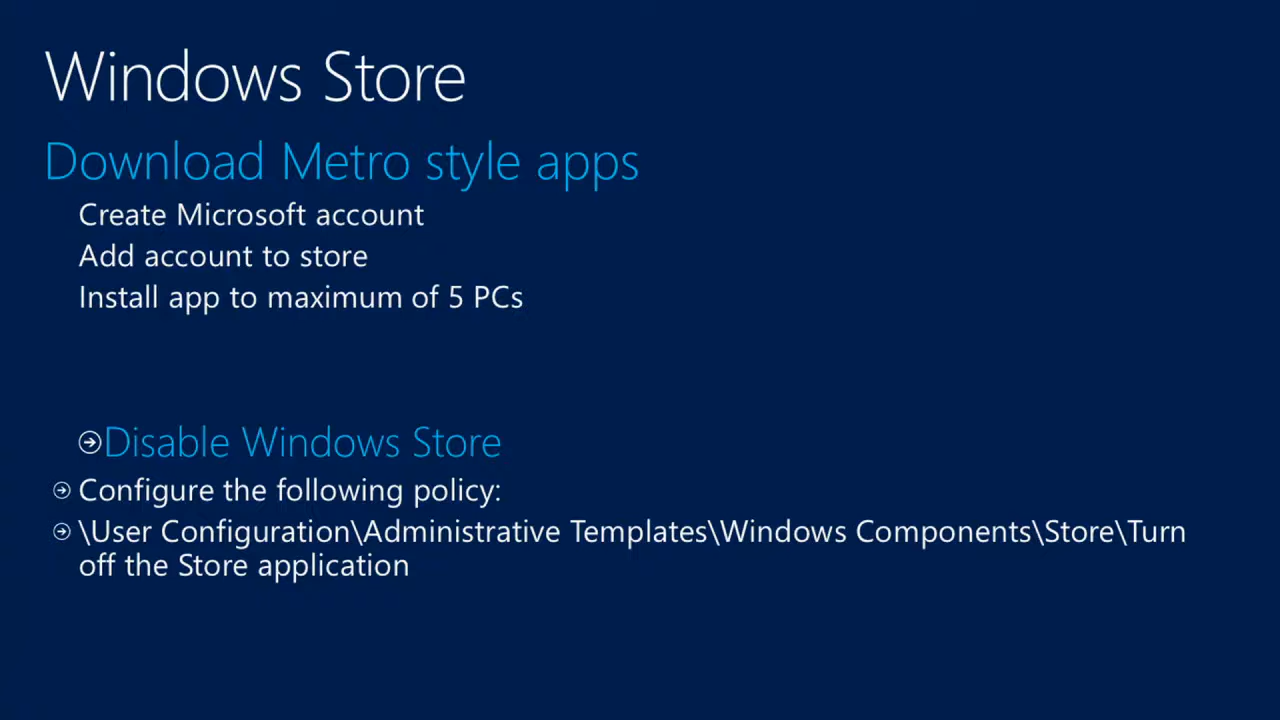 Windows Store
Download Metro style apps
Create Microsoft account
Add account to store
Install app to maximum of 5 PCs
Disable Windows Store
Configure the following policy:
\User Configuration\Administrative Templates\Windows Components\Store\Turn
off the Store application